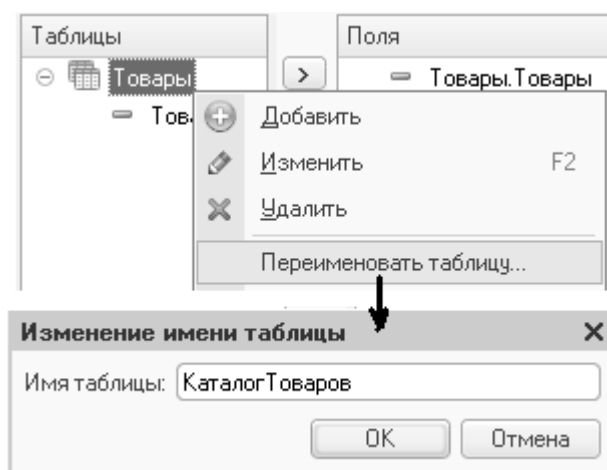 Таблицы
Поля
Товары
>
Товары.Товары
Добавить
Изменить F2
Удалить
Переименовать таблицу...
Изменение имени таблицы
Имя таблицы: КаталогТоваров
OK Отмена